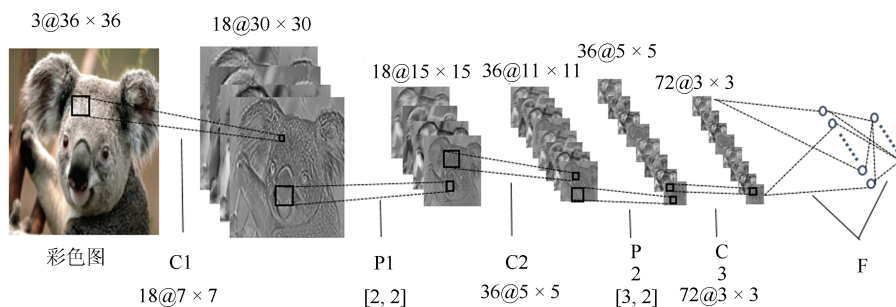 3@36 × 36
18@30 × 30
18@15 × 15
36@11 × 11
36@5 × 5
72@3 × 3
彩色图
C1
P1
C2
P
2
C
3
F
18@7 × 7
[2, 2]
36@5 × 5
[3, 2]
72@3 × 3